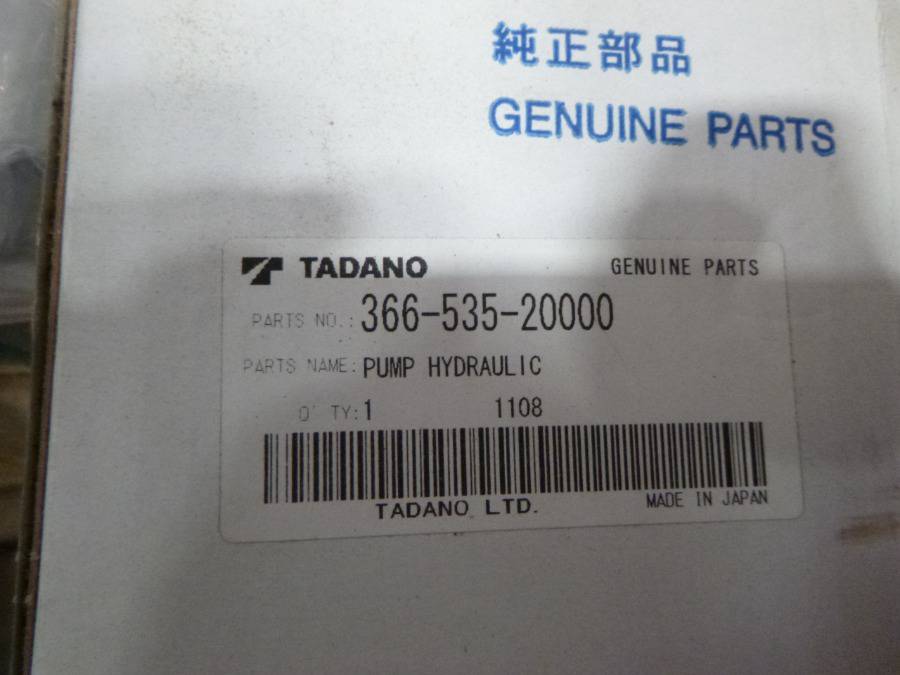 純正部品
GENUINE PARTS
TADANO GENUINE PARTS
PARTS NO.: 366-535-20000
PARTS NAME: PUMP HYDRAULIC
Q' TY: 1 1108
TADANO LTD. MADE IN JAPAN